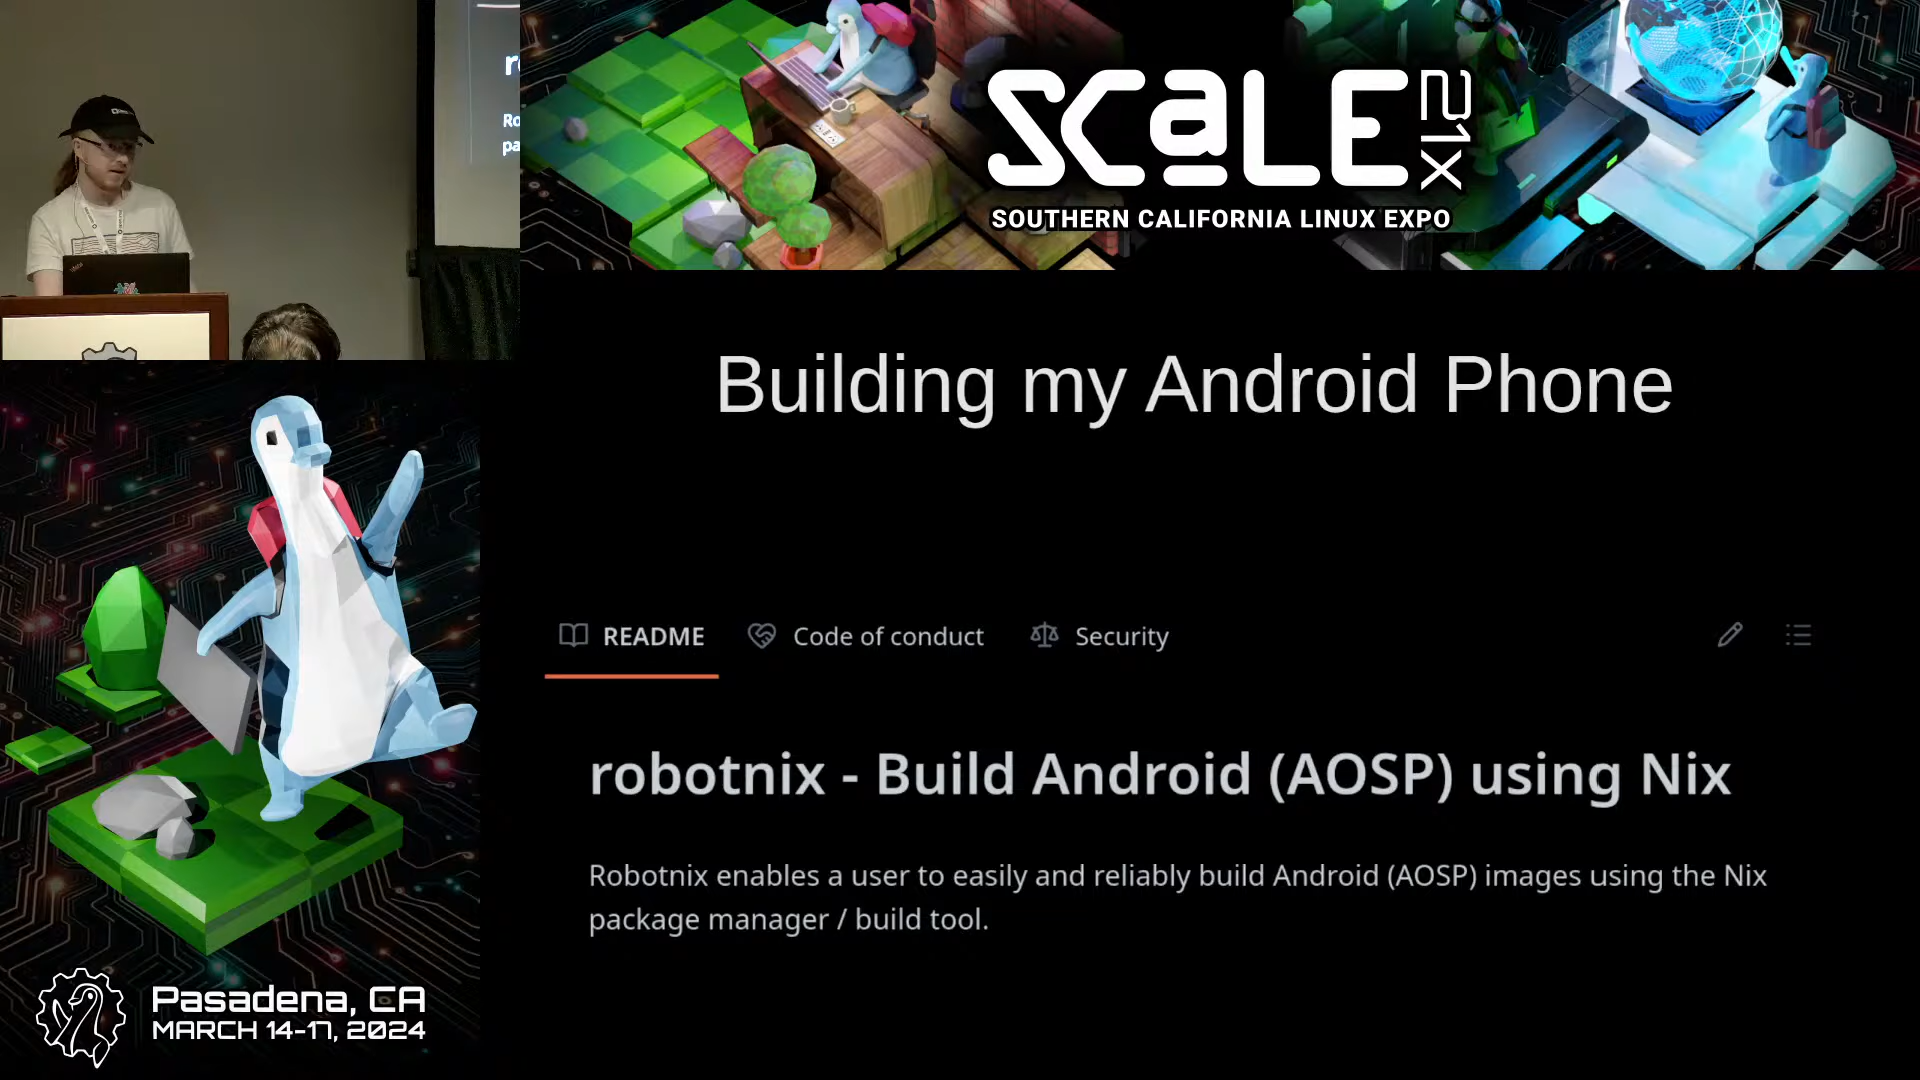 SCaLE 21x
SOUTHERN CALIFORNIA LINUX EXPO
Building my Android Phone
README
Code of conduct
Security
robotnix - Build Android (AOSP) using Nix
Robotnix enables a user to easily and reliably build Android (AOSP) images using the Nix
package manager / build tool.
Pasadena, CA
MARCH 14-17, 2024
r
Ro
pa